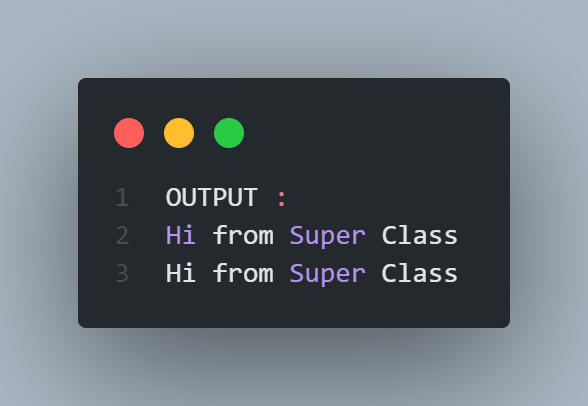 1 OUTPUT :
2 Hi from Super Class
3 Hi from Super Class